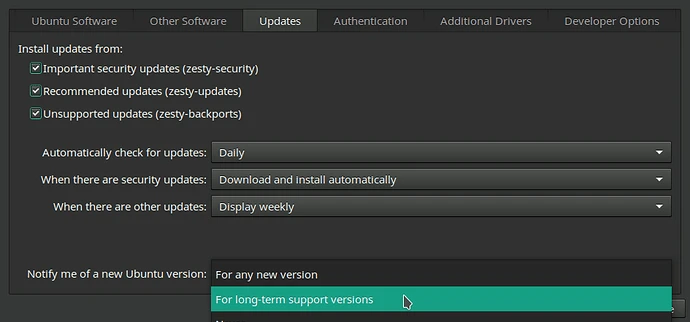 Ubuntu Software Other Software Updates Authentication Additional Drivers Developer Options
Install updates from:
Important security updates (zesty-security)
Recommended updates (zesty-updates)
Unsupported updates (zesty-backports)
Automatically check for updates: Daily
When there are security updates: Download and install automatically
When there are other updates: Display weekly
Notify me of a new Ubuntu version: For any new version
For long-term support versions